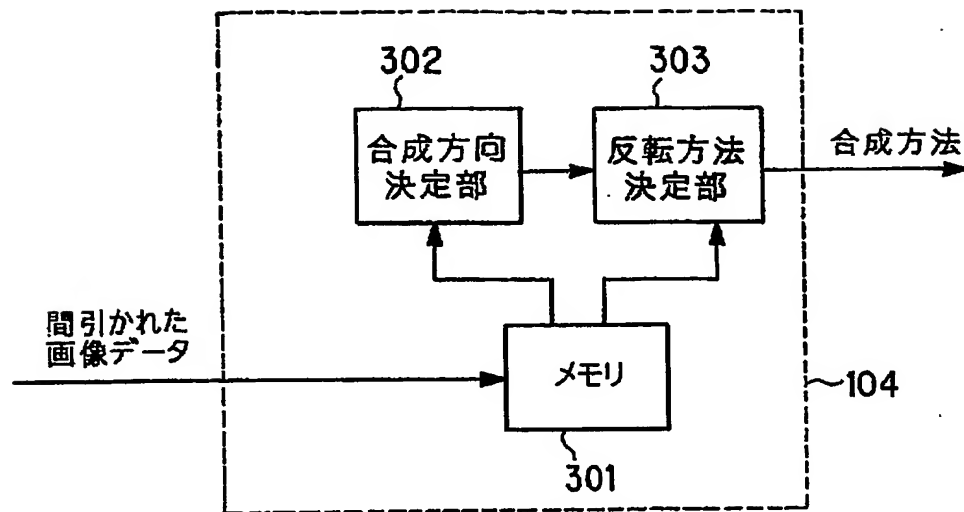 302
303
合成方向
決定部
反転方法
決定部
合成方法
間引かれた
画像データ
メモリ
104
301